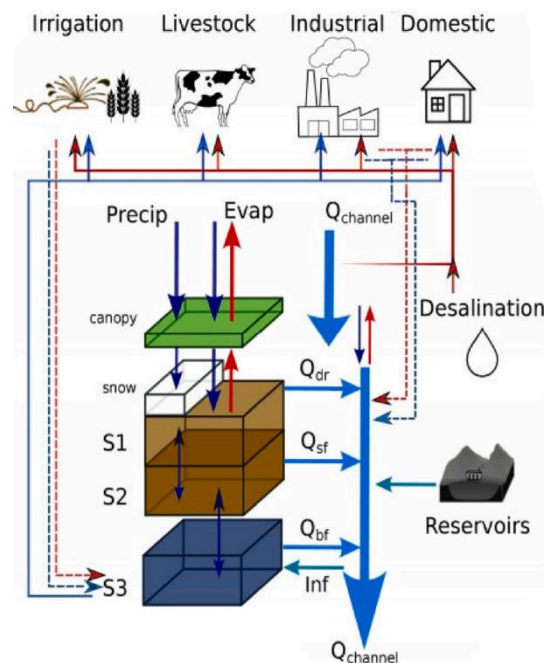 Irrigation Livestock Industrial Domestic
Precip Evap Qchannel
canopy
Desalination
snow
Qdr
S1
Qsf
S2
Reservoirs
Qbf
Inf
S3
Qchannel